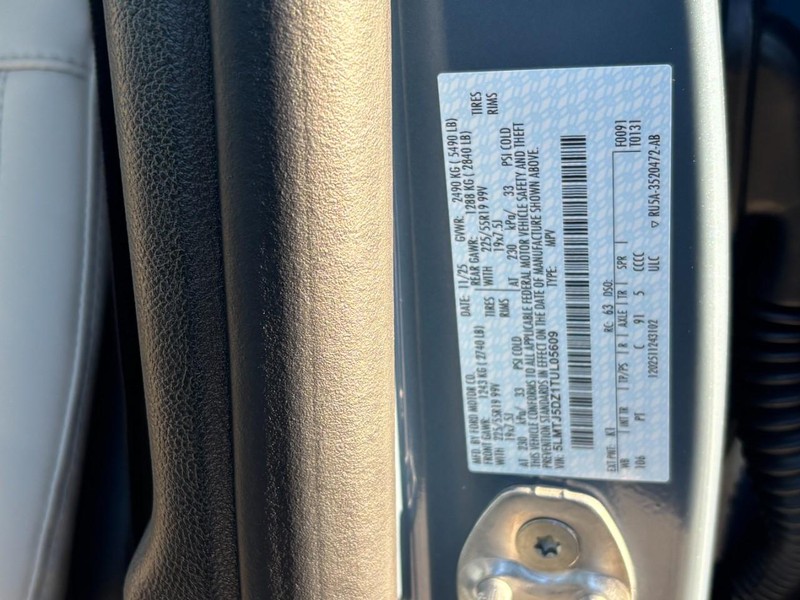 MFD. BY FORD MOTOR CO. DATE: 11/25 GVWR: 2490 KG ( 5490 LB)
FRONT GAWR: 1243 KG (2740 LB) REAR GAWR: 1288 KG ( 2840 LB)
WITH 225/55R19 99V TIRES WITH 225/55R19 99V TIRES
19x7.5J RIMS 19x7.5J RIMS
AT 230 kPa/ 33 PSI COLD AT 230 kPa/ 33 PSI COLD
THIS VEHICLE CONFORMS TO ALL APPLICABLE FEDERAL MOTOR VEHICLE SAFETY AND THEFT
PREVENTION STANDARDS IN EFFECT ON THE DATE OF MANUFACTURE SHOWN ABOVE.
VIN: 5LMTJ5DZ1TUL05609 TYPE: MPV
EXT PNT: K1 RC: 63 DSO: F0091
WB INT TR TP/PS R AXLE TR SPR T0131
106 PT C 91 5 CCCC
1202511243102 ULC ▽ RU5A-3520472-AB